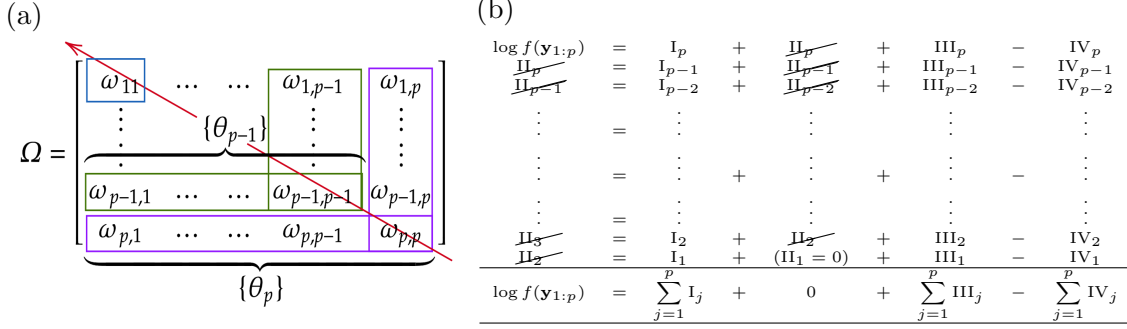 (a)
ω11 ⋯ ⋯ ω1,p−1 ω1,p
⋮ ⋮ ⋮
{θp−1}
Ω =
ωp−1,1 ⋯ ⋯ ωp−1,p−1 ωp−1,p
ωp,1 ⋯ ⋯ ωp,p−1 ωp,p
{θp}
(b)
log f(y1:p) = Ip + IIp + IIIp − IVp
IIp = Ip−1 + IIp−1 + IIIp−1 − IVp−1
IIp−1 = Ip−2 + IIp−2 + IIIp−2 − IVp−2
⋮ = ⋮ ⋮ ⋮ ⋮
⋮ = ⋮ + ⋮ + ⋮ − ⋮
⋮ = ⋮ ⋮ ⋮ ⋮
II3 = I2 + II2 + III2 − IV2
II2 = I1 + (II1 = 0) + III1 − IV1
log f(y1:p) = ∑_{j=1}^{p} Ij + 0 + ∑_{j=1}^{p} IIIj − ∑_{j=1}^{p} IVj